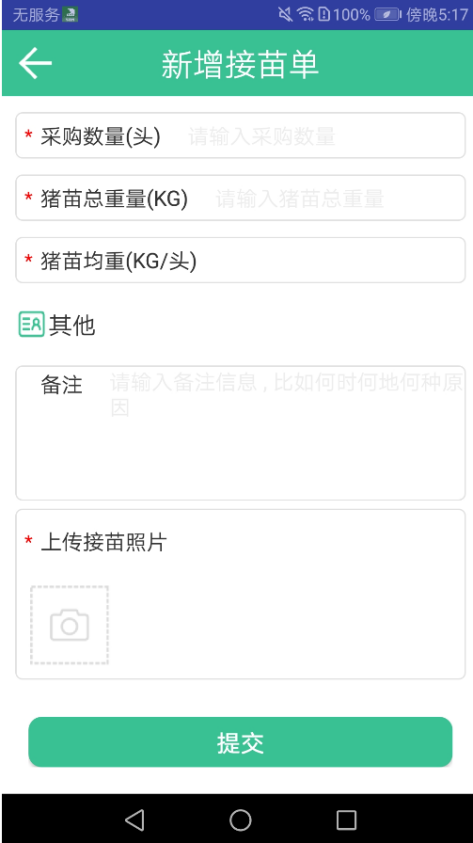 无服务 100% 傍晚5:17
新增接苗单
* 采购数量(头) 请输入采购数量
* 猪苗总重量(KG) 请输入猪苗总重量
* 猪苗均重(KG/头)
其他
备注 请输入备注信息，比如何时何地何种原
因
* 上传接苗照片
提交